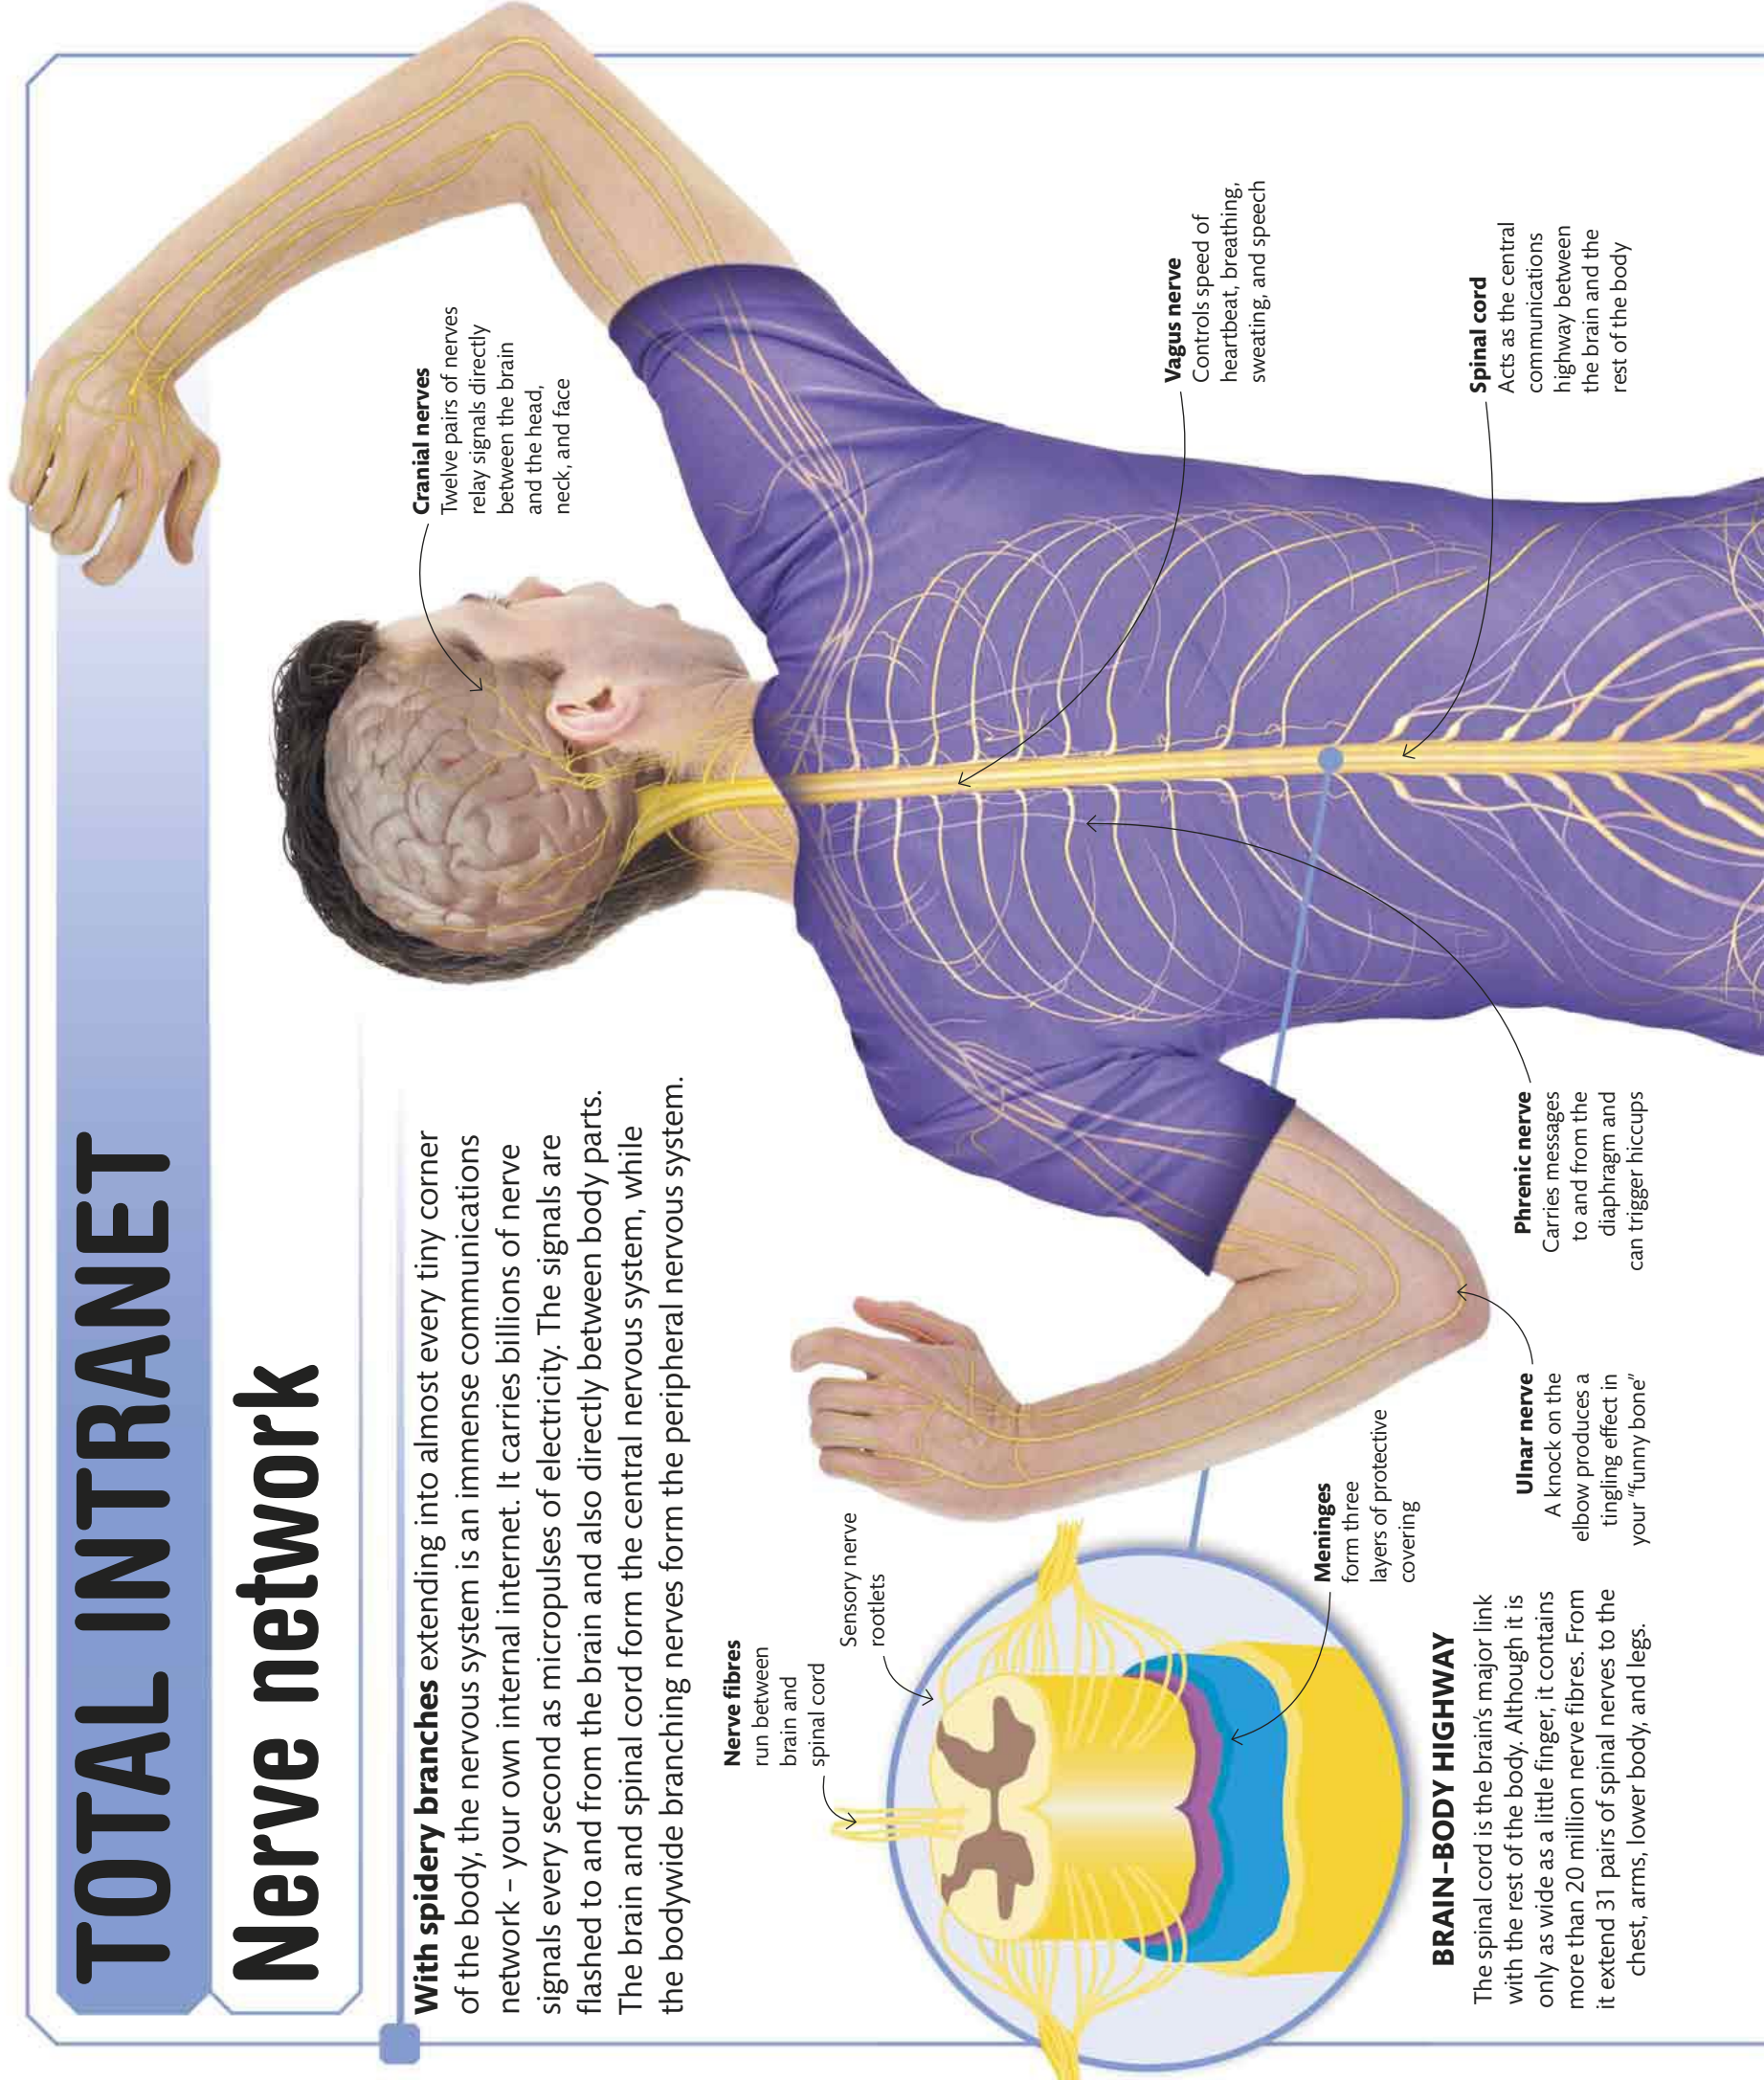 TOTAL INTRANET
Nerve network
With spidery branches extending into almost every tiny corner
of the body, the nervous system is an immense communications
network – your own internal internet. It carries billions of nerve
signals every second as micropulses of electricity. The signals are
flashed to and from the brain and also directly between body parts.
The brain and spinal cord form the central nervous system, while
the bodywide branching nerves form the peripheral nervous system.
Cranial nerves
Twelve pairs of nerves
relay signals directly
between the brain
and the head,
neck, and face
Nerve fibres
run between
brain and
spinal cord
Sensory nerve
rootlets
Meninges
form three
layers of protective
covering
Vagus nerve
Controls speed of
heartbeat, breathing,
sweating, and speech
Spinal cord
Acts as the central
communications
highway between
the brain and the
rest of the body
BRAIN–BODY HIGHWAY
The spinal cord is the brain's major link
with the rest of the body. Although it is
only as wide as a little finger, it contains
more than 20 million nerve fibres. From
it extend 31 pairs of spinal nerves to the
chest, arms, lower body, and legs.
Ulnar nerve
A knock on the
elbow produces a
tingling effect in
your "funny bone"
Phrenic nerve
Carries messages
to and from the
diaphragm and
can trigger hiccups